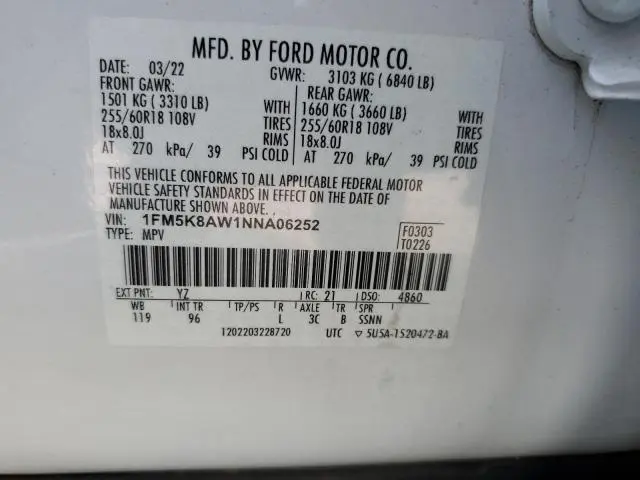 MFD. BY FORD MOTOR CO.
DATE: 03/22 GVWR: 3103 KG ( 6840 LB)
FRONT GAWR: REAR GAWR:
1501 KG ( 3310 LB) WITH 1660 KG ( 3660 LB) WITH
255/60R18 108V TIRES 255/60R18 108V TIRES
18x8.0J RIMS 18x8.0J RIMS
AT 270 kPa/ 39 PSI COLD AT 270 kPa/ 39 PSI COLD
THIS VEHICLE CONFORMS TO ALL APPLICABLE FEDERAL MOTOR
VEHICLE SAFETY STANDARDS IN EFFECT ON THE DATE OF
MANUFACTURE SHOWN ABOVE.
VIN: 1FM5K8AW1NNA06252 F0303
TYPE: MPV T0226
EXT PNT: YZ RC: 21 DSO: 4860
WB INT TR TP/PS R AXLE TR SPR
119 96 L 3C B SSNN
1202203228720 UTC ▽ 5U5A-1520472-BA